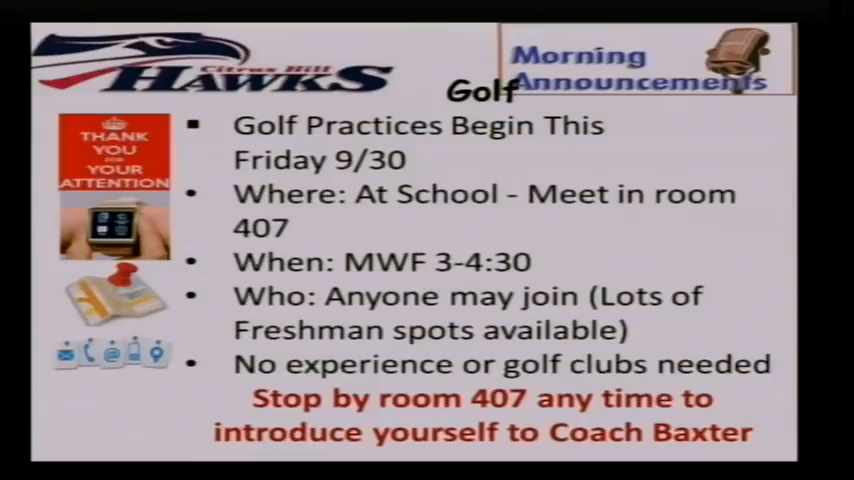 Citrus Hill
HAWKS
Morning
Announcements
Golf
THANK
YOU
FOR
YOUR
ATTENTION
▪ Golf Practices Begin This
Friday 9/30
• Where: At School - Meet in room
407
• When: MWF 3-4:30
• Who: Anyone may join (Lots of
Freshman spots available)
• No experience or golf clubs needed
Stop by room 407 any time to
introduce yourself to Coach Baxter